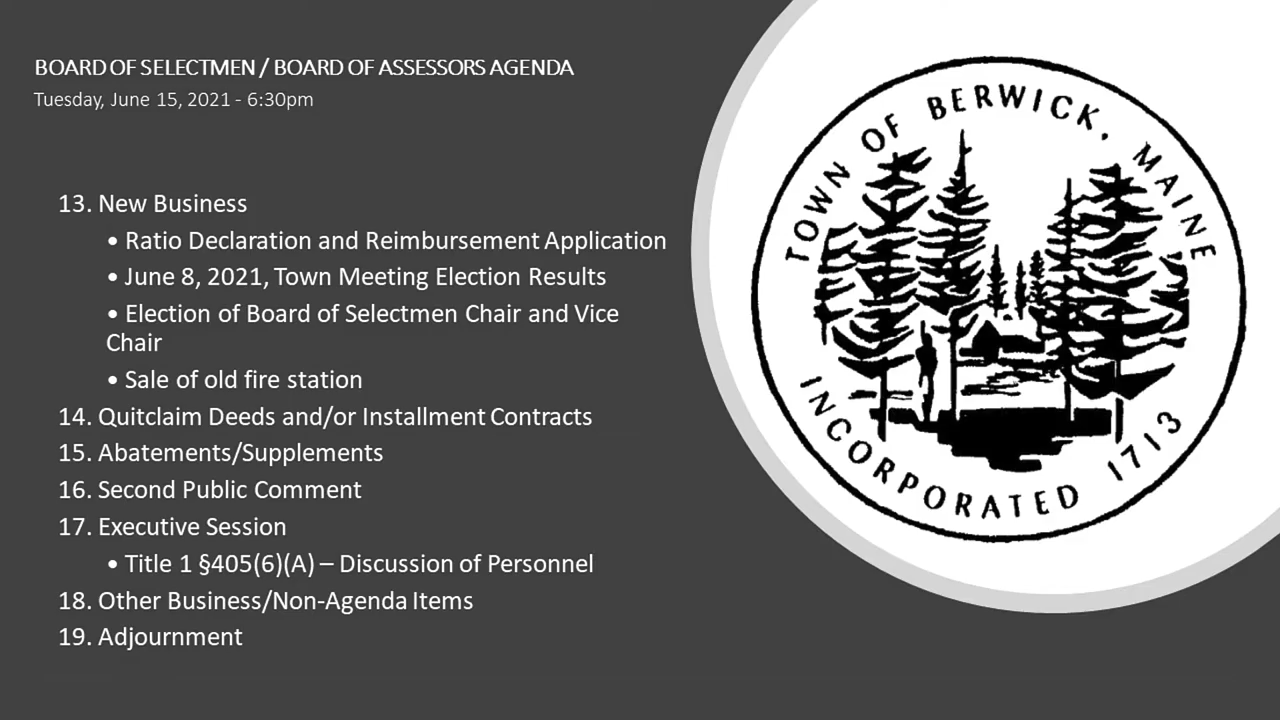 BOARD OF SELECTMEN / BOARD OF ASSESSORS AGENDA
Tuesday, June 15, 2021 - 6:30pm
13. New Business
• Ratio Declaration and Reimbursement Application
• June 8, 2021, Town Meeting Election Results
• Election of Board of Selectmen Chair and Vice
Chair
• Sale of old fire station
14. Quitclaim Deeds and/or Installment Contracts
15. Abatements/Supplements
16. Second Public Comment
17. Executive Session
• Title 1 §405(6)(A) – Discussion of Personnel
18. Other Business/Non-Agenda Items
19. Adjournment
TOWN OF BERWICK, MAINE
INCORPORATED 1713